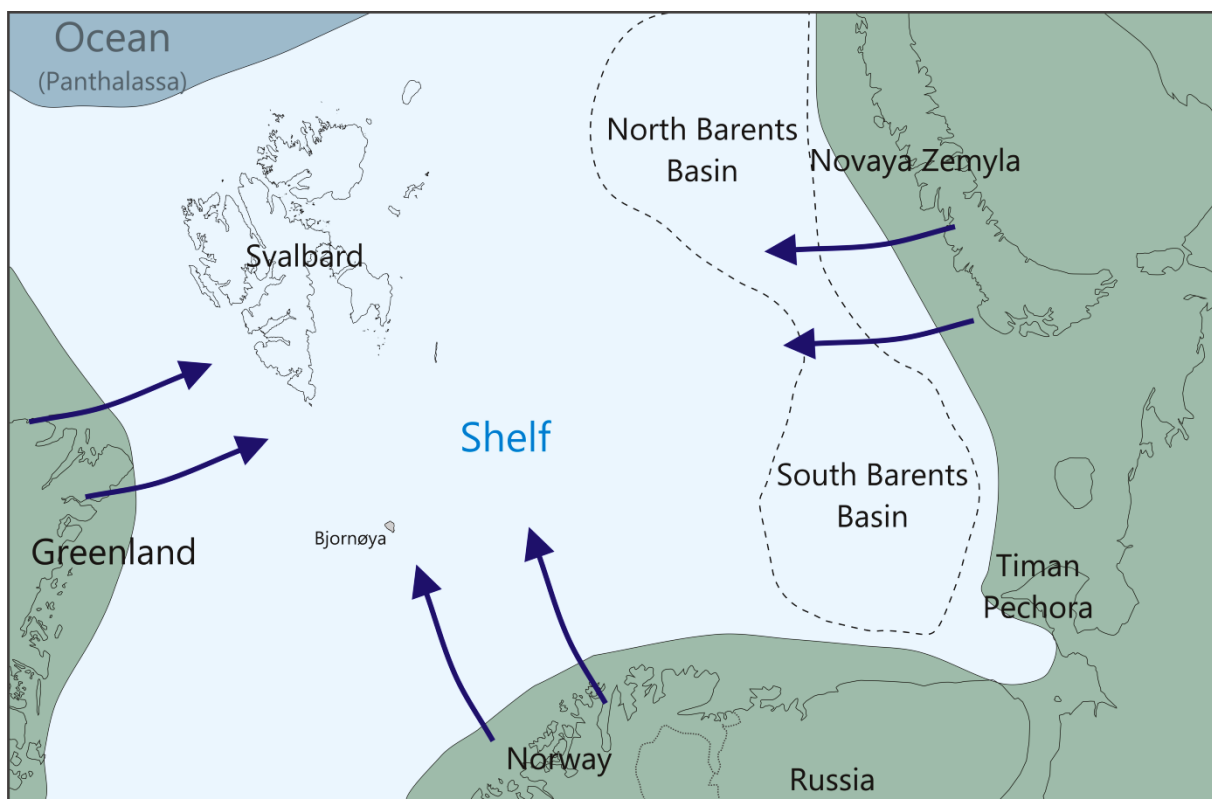 Ocean
(Panthalassa)
North Barents
Basin
Novaya Zemyla
Svalbard
Shelf
South Barents
Basin
Bjornøya
Greenland
Timan
Pechora
Norway
Russia